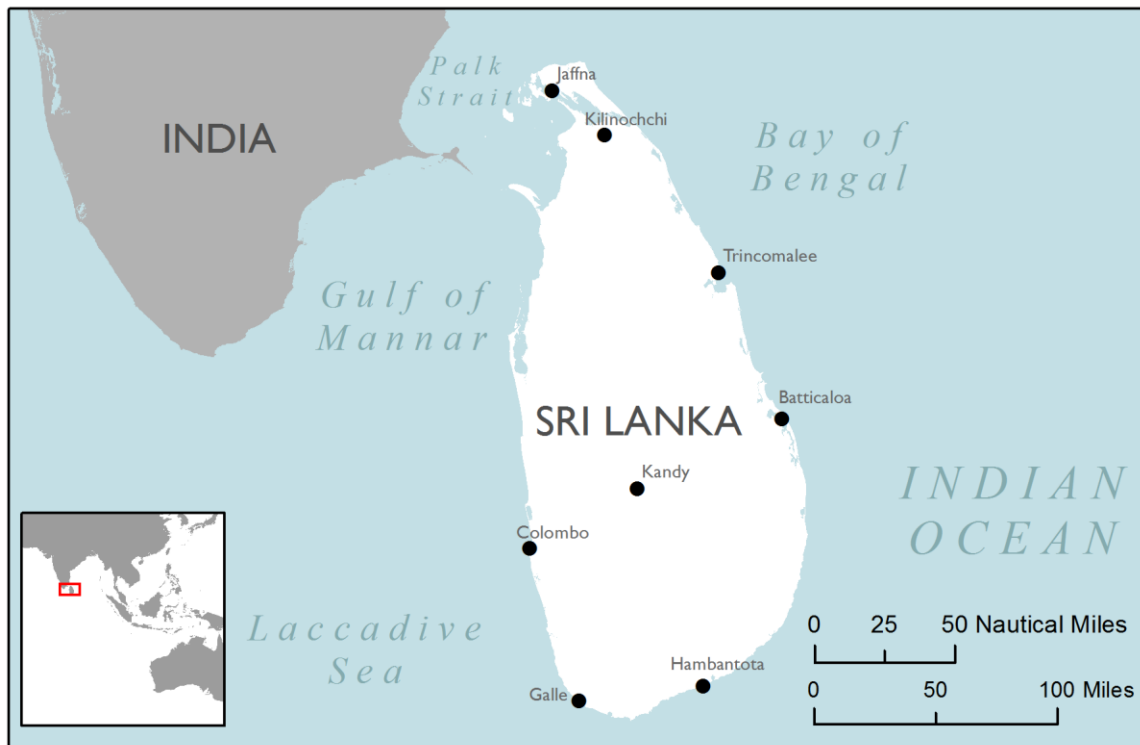 Palk
Strait
Jaffna
Kilinochchi
INDIA
Bay of
Bengal
Trincomalee
Gulf of
Mannar
Batticaloa
SRI LANKA
Kandy
INDIAN
OCEAN
Colombo
Laccadive
Sea
0 25 50 Nautical Miles
Hambantota
Galle
0 50 100 Miles